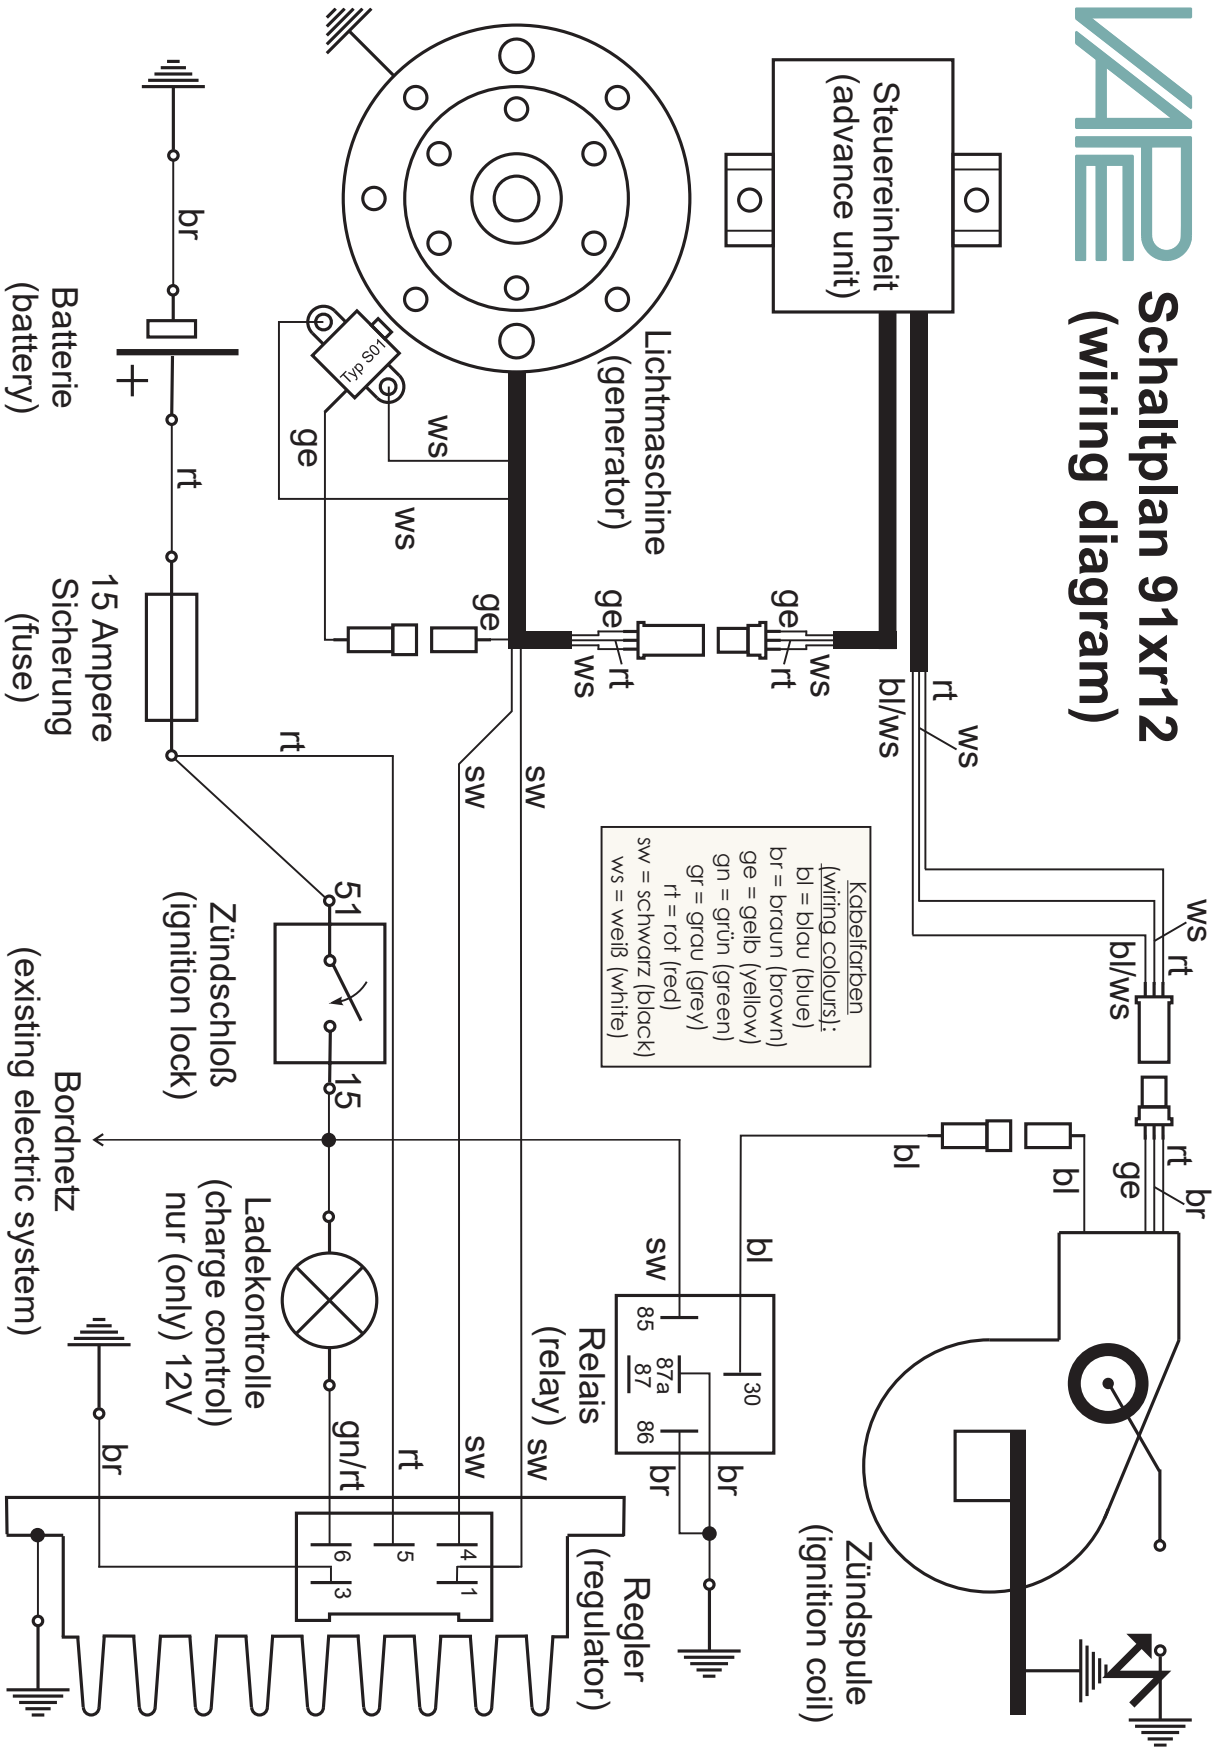 VAPE
Schaltplan 91xr12
(wiring diagram)
Steuereinheit
(advance unit)
rt
ws
bl/ws
ws
rt
bl/ws
rt
br
ge
bl
bl
Zündspule
(ignition coil)
ge
rt
ws
ge
rt
ws
Lichtmaschine
(generator)
Typ S01
ws
ws
ge
ge
sw
sw
Kabelfarben
(wiring colours):
bl = blau (blue)
br = braun (brown)
ge = gelb (yellow)
gn = grün (green)
gr = grau (grey)
rt = rot (red)
sw = schwarz (black)
ws = weiß (white)
bl
sw
30
85
87a
87
86
br
br
Relais
(relay)
sw
sw
rt
gn/rt
br
4
1
5
6
3
Regler
(regulator)
br
+
Batterie
(battery)
rt
15 Ampere
Sicherung
(fuse)
rt
51
15
Zündschloß
(ignition lock)
Bordnetz
(existing electric system)
Ladekontrolle
(charge control)
nur (only) 12V